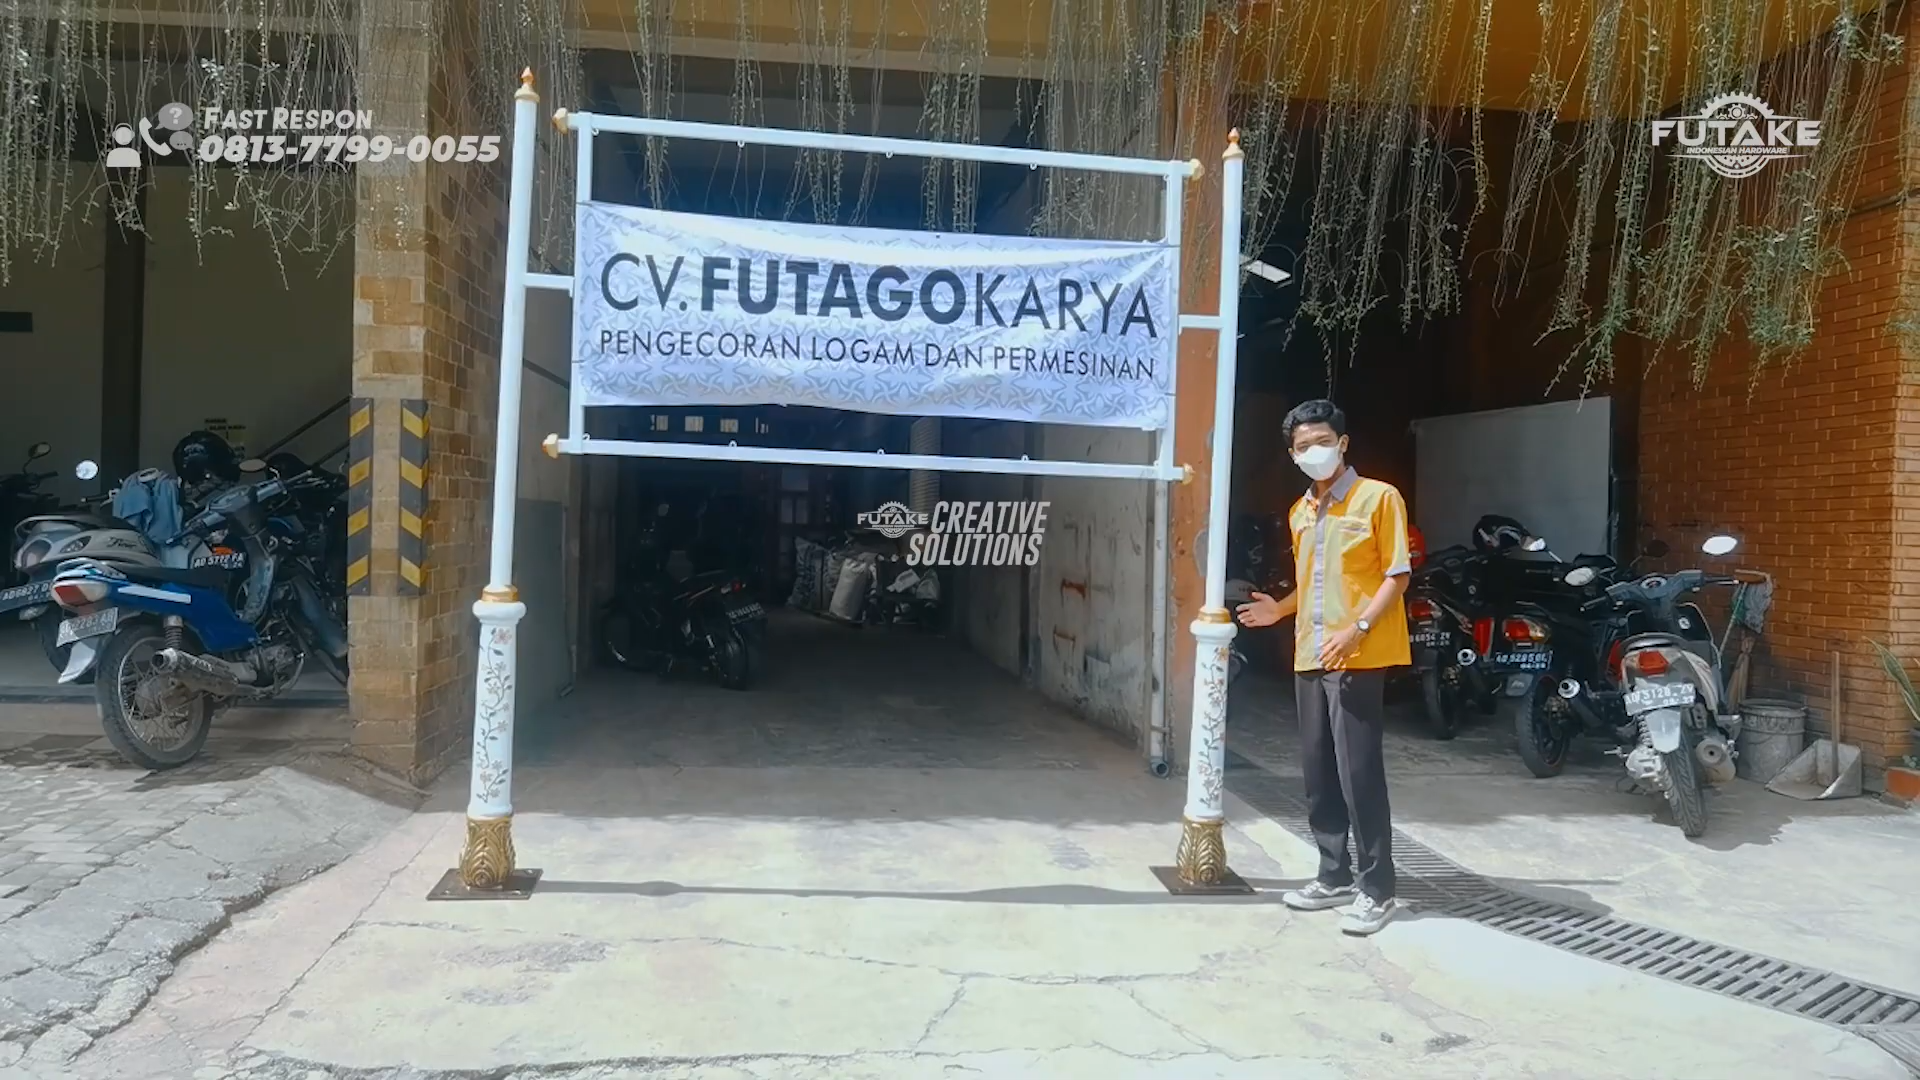 FAST RESPON
0813-7799-0055
FUTAKE
INDONESIAN HARDWARE
CV. FUTAGOKARYA
PENGECORAN LOGAM DAN PERMESINAN
FUTAKE CREATIVE
SOLUTIONS